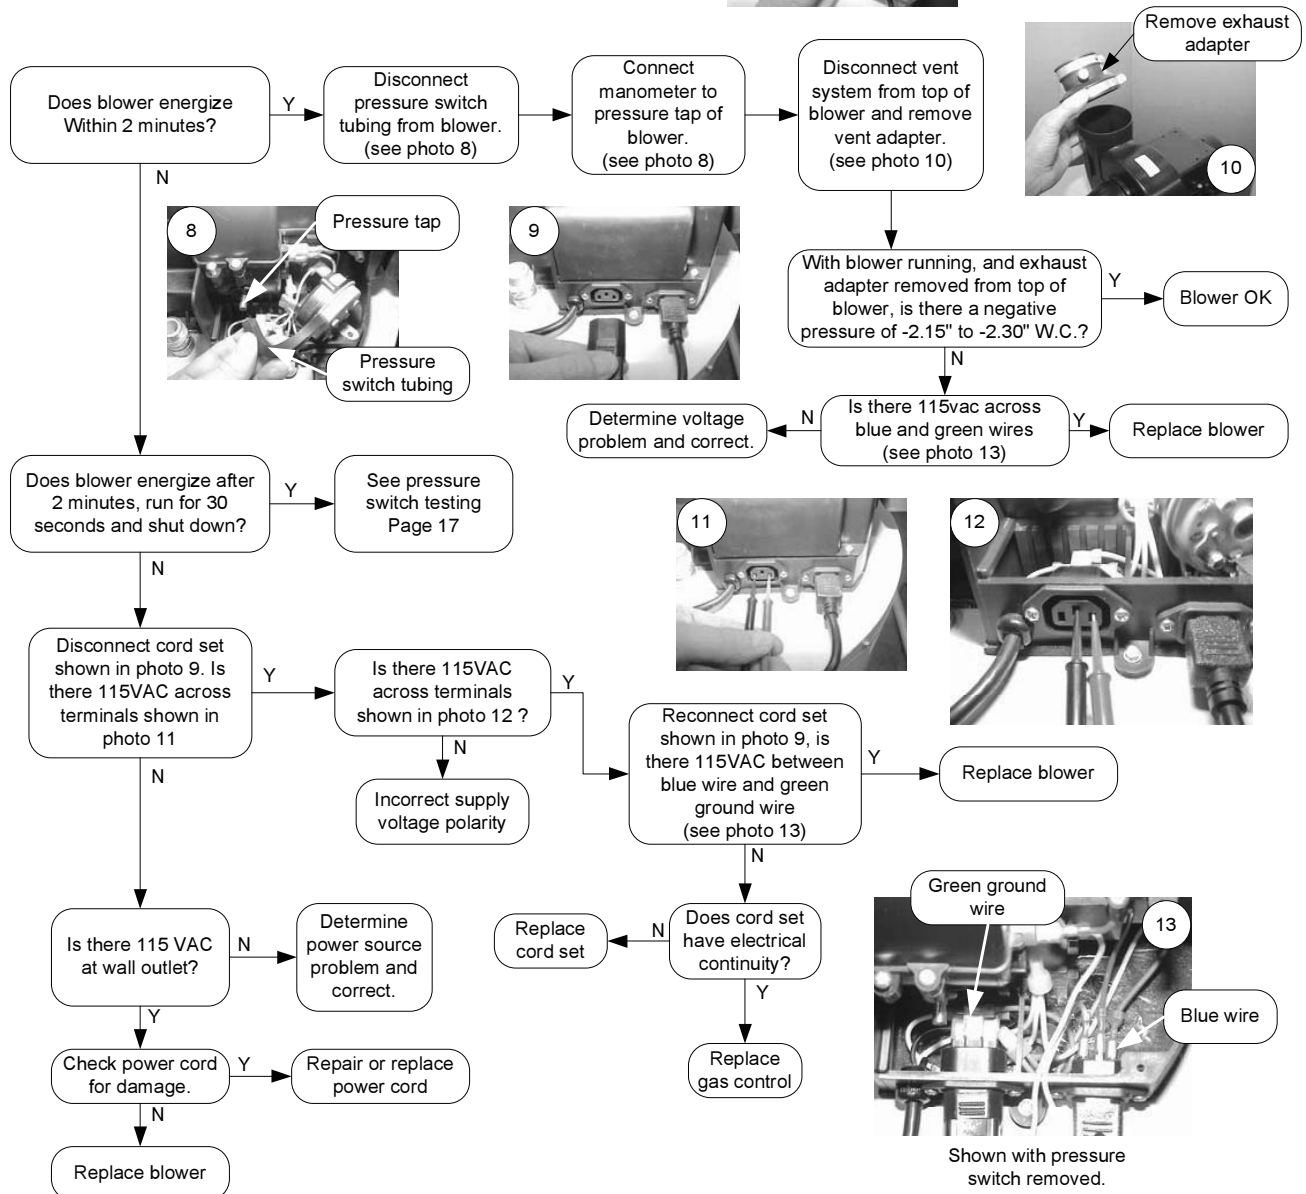 Remove exhaust
adapter
10
Does blower energize
Within 2 minutes?
Y
Disconnect
pressure switch
tubing from blower.
(see photo 8)
Connect
manometer to
pressure tap of
blower.
(see photo 8)
Disconnect vent
system from top of
blower and remove
vent adapter.
(see photo 10)
N
8
Pressure tap
Pressure
switch tubing
9
With blower running, and exhaust
adapter removed from top of
blower, is there a negative
pressure of -2.15" to -2.30" W.C.?
Y
Blower OK
N
Is there 115vac across
blue and green wires
(see photo 13)
N
Determine voltage
problem and correct.
Y
Replace blower
Does blower energize after
2 minutes, run for 30
seconds and shut down?
Y
See pressure
switch testing
Page 17
N
11
12
Disconnect cord set
shown in photo 9. Is
there 115VAC across
terminals shown in
photo 11
Y
Is there 115VAC
across terminals
shown in photo 12 ?
Y
N
Incorrect supply
voltage polarity
Reconnect cord set
shown in photo 9, is
there 115VAC between
blue wire and green
ground wire
(see photo 13)
Y
Replace blower
N
Does cord set
have electrical
continuity?
N
Replace
cord set
Y
Replace
gas control
N
Is there 115 VAC
at wall outlet?
N
Determine
power source
problem and
correct.
Y
Check power cord
for damage.
Y
Repair or replace
power cord
N
Replace blower
Green ground
wire
13
Blue wire
Shown with pressure
switch removed.